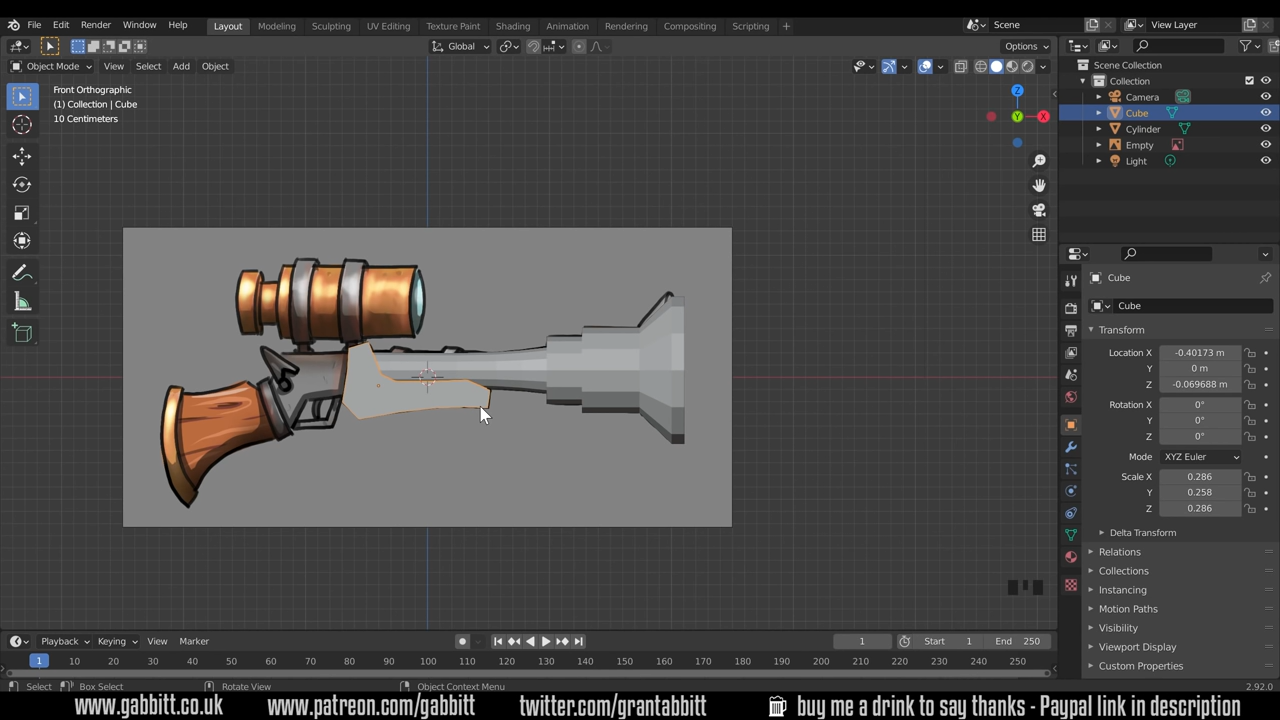 File Edit Render Window Help Layout Modeling Sculpting UV Editing Texture Paint Shading Animation Rendering Compositing Scripting + Scene View Layer
Global Options
Object Mode View Select Add Object
Front Orthographic
(1) Collection | Cube
10 Centimeters
Z
Y
X
Scene Collection
Collection
Camera
Cube
Cylinder
Empty
Light
Cube
Cube
Transform
Location X -0.40173 m
Y 0 m
Z -0.069688 m
Rotation X 0°
Y 0°
Z 0°
Mode XYZ Euler
Scale X 0.286
Y 0.258
Z 0.286
Delta Transform
Relations
Collections
Instancing
Motion Paths
Visibility
Viewport Display
Custom Properties
Playback Keying View Marker 1 Start 1 End 250
1 10 20 30 40 50 60 70 80 90 100 110 120 130 140 150 160 170 180 190 200 210 220 230 240 250
Select Box Select Rotate View Object Context Menu 2.92.0
www.gabbitt.co.uk www.patreon.com/gabbitt twitter.com/grantabbitt buy me a drink to say thanks - Paypal link in description